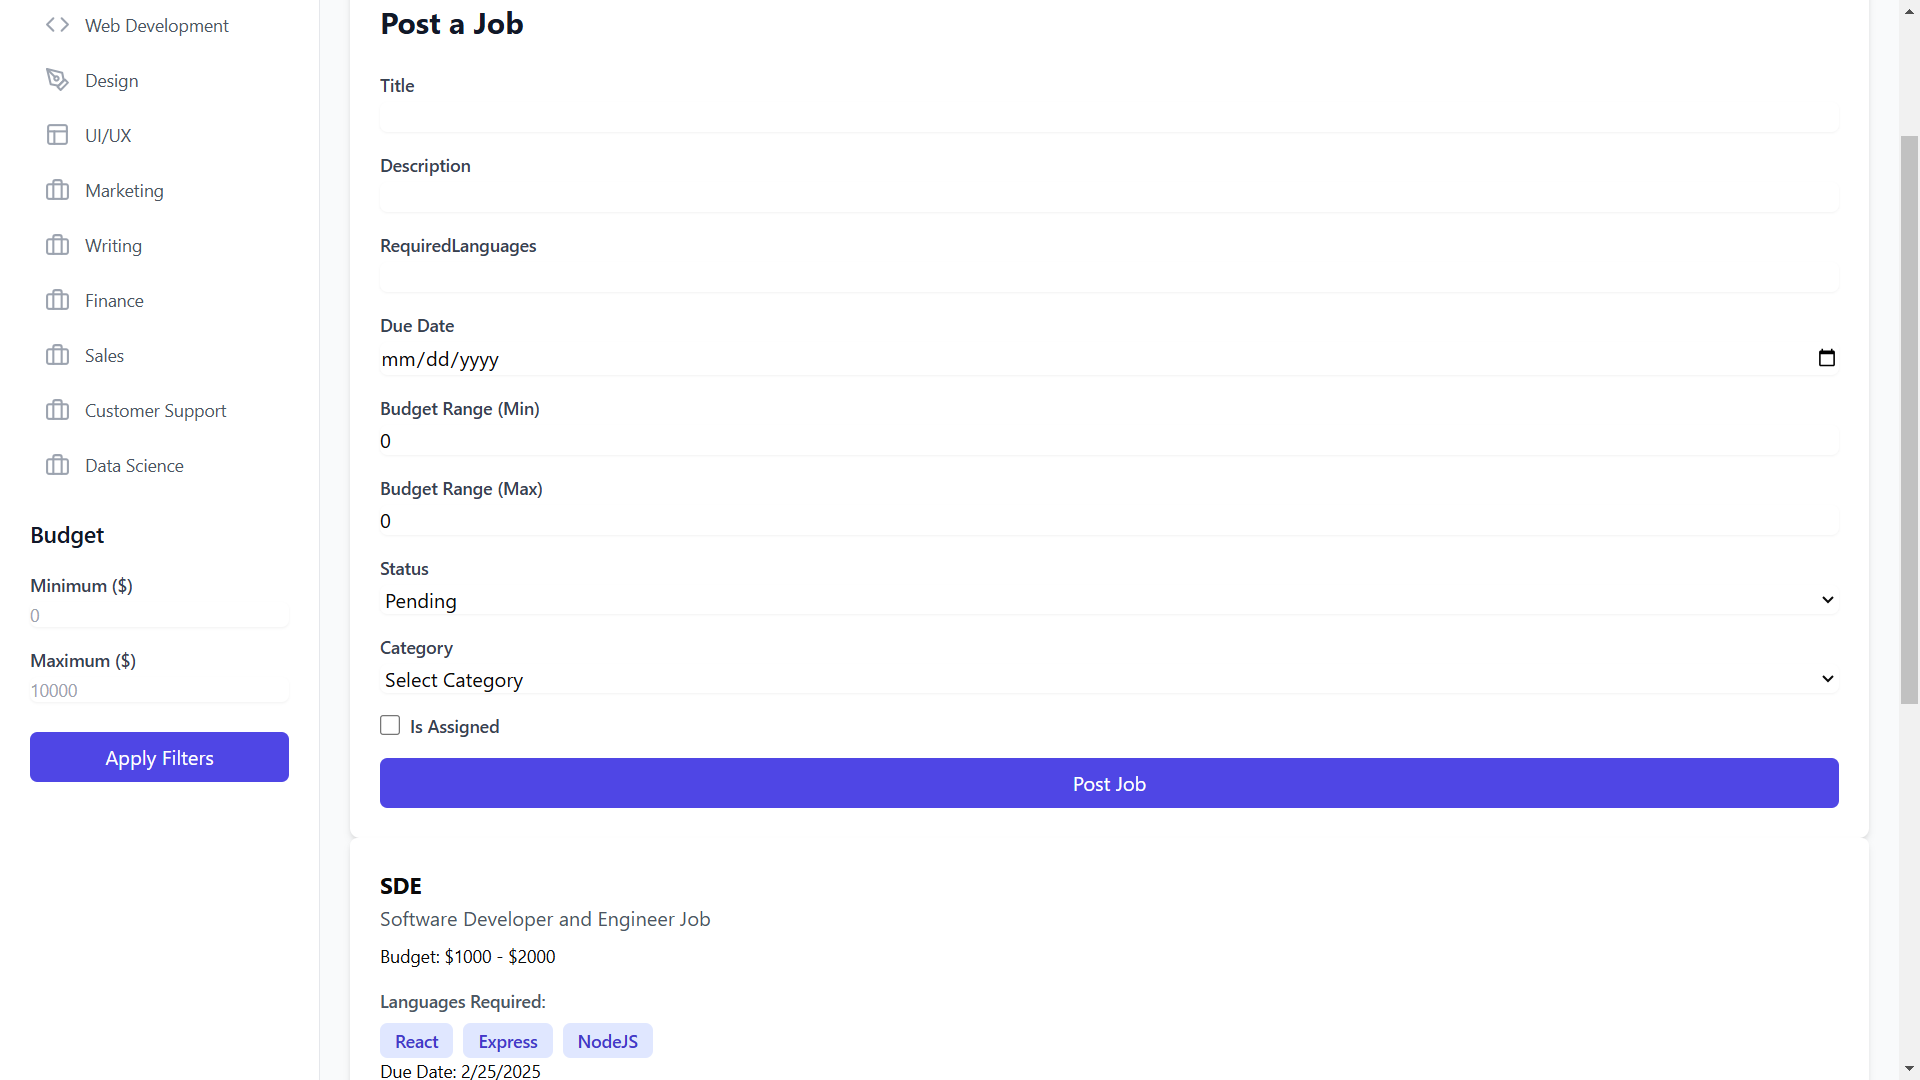 Web Development
Design
UI/UX
Marketing
Writing
Finance
Sales
Customer Support
Data Science
Budget
Minimum ($)
0
Maximum ($)
10000
Apply Filters
Post a Job
Title
Description
RequiredLanguages
Due Date
mm/dd/yyyy
Budget Range (Min)
0
Budget Range (Max)
0
Status
Pending
Category
Select Category
Is Assigned
Post Job
SDE
Software Developer and Engineer Job
Budget: $1000 - $2000
Languages Required:
React Express NodeJS
Due Date: 2/25/2025